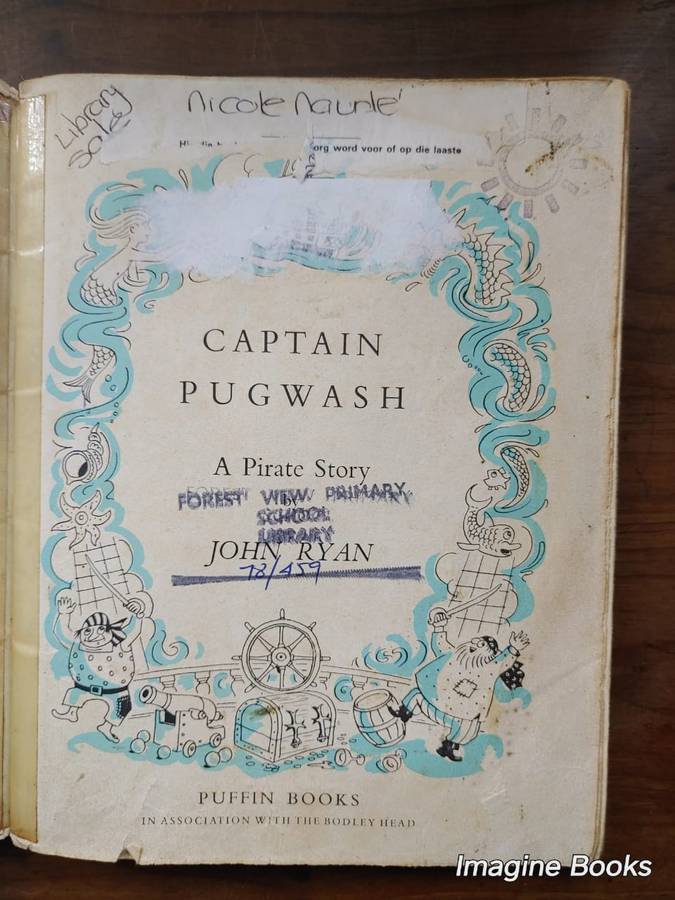 Library
Sale
Nicole
org word voor of op die laaste
CAPTAIN
PUGWASH
A Pirate Story
by
FOREST VIEW PRIMARY
SCHOOL
LIBRARY
JOHN RYAN
78/459
PUFFIN BOOKS
IN ASSOCIATION WITH THE BODLEY HEAD
Imagine Books